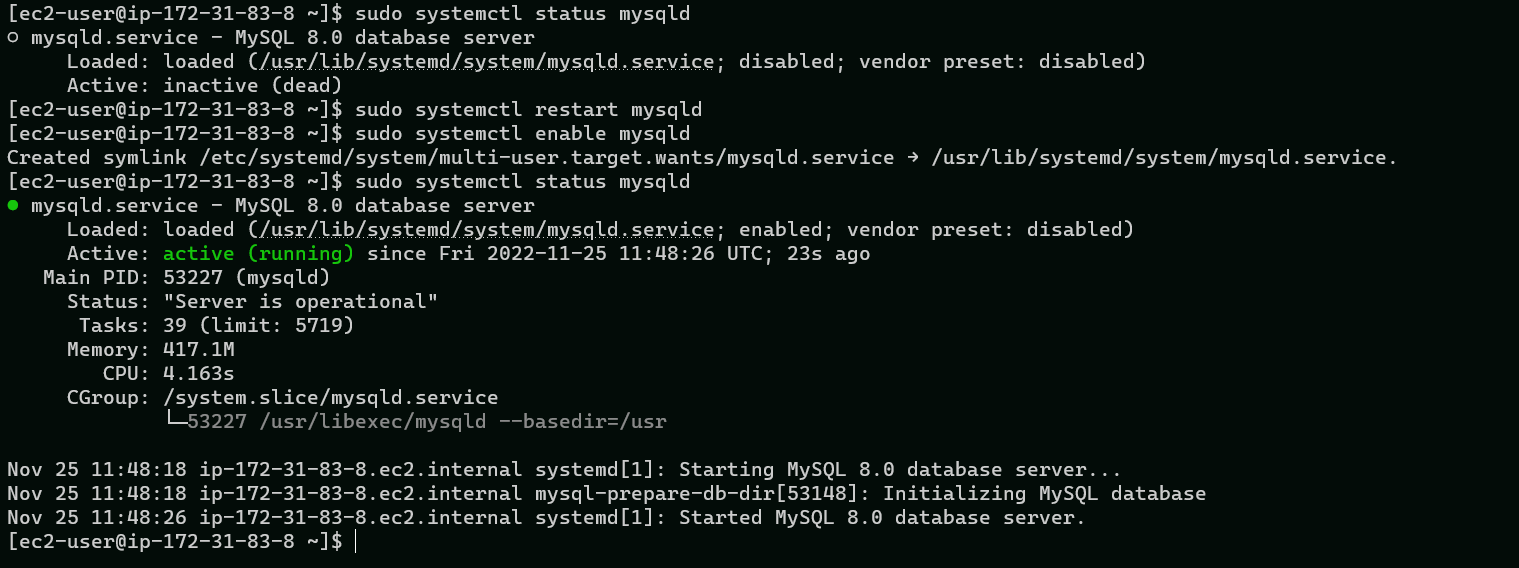 [ec2-user@ip-172-31-83-8 ~]$ sudo systemctl status mysqld
○ mysqld.service - MySQL 8.0 database server
     Loaded: loaded (/usr/lib/systemd/system/mysqld.service; disabled; vendor preset: disabled)
     Active: inactive (dead)
[ec2-user@ip-172-31-83-8 ~]$ sudo systemctl restart mysqld
[ec2-user@ip-172-31-83-8 ~]$ sudo systemctl enable mysqld
Created symlink /etc/systemd/system/multi-user.target.wants/mysqld.service → /usr/lib/systemd/system/mysqld.service.
[ec2-user@ip-172-31-83-8 ~]$ sudo systemctl status mysqld
● mysqld.service - MySQL 8.0 database server
     Loaded: loaded (/usr/lib/systemd/system/mysqld.service; enabled; vendor preset: disabled)
     Active: active (running) since Fri 2022-11-25 11:48:26 UTC; 23s ago
   Main PID: 53227 (mysqld)
     Status: "Server is operational"
      Tasks: 39 (limit: 5719)
     Memory: 417.1M
        CPU: 4.163s
     CGroup: /system.slice/mysqld.service
             └─53227 /usr/libexec/mysqld --basedir=/usr

Nov 25 11:48:18 ip-172-31-83-8.ec2.internal systemd[1]: Starting MySQL 8.0 database server...
Nov 25 11:48:18 ip-172-31-83-8.ec2.internal mysql-prepare-db-dir[53148]: Initializing MySQL database
Nov 25 11:48:26 ip-172-31-83-8.ec2.internal systemd[1]: Started MySQL 8.0 database server.
[ec2-user@ip-172-31-83-8 ~]$